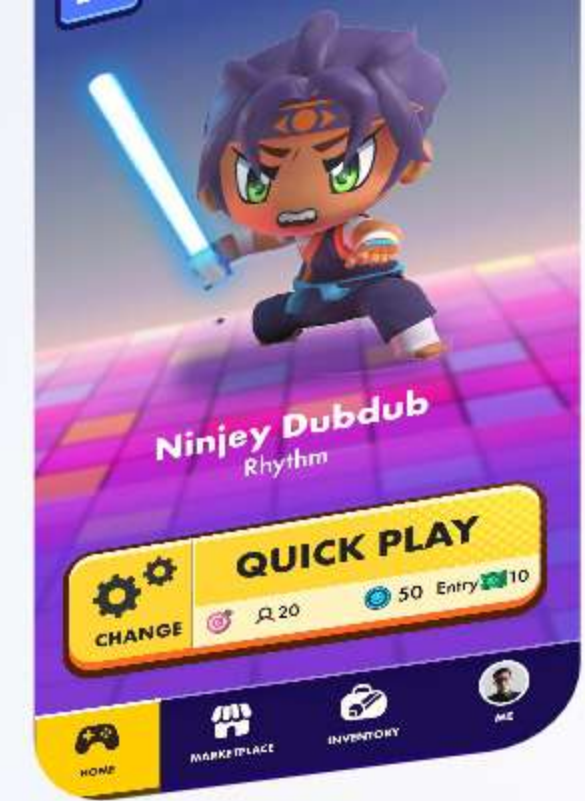 Ninjey Dubdub
Rhythm
QUICK PLAY
CHANGE
20
50 Entry 10
HOME
MARKETPLACE
INVENTORY
ME